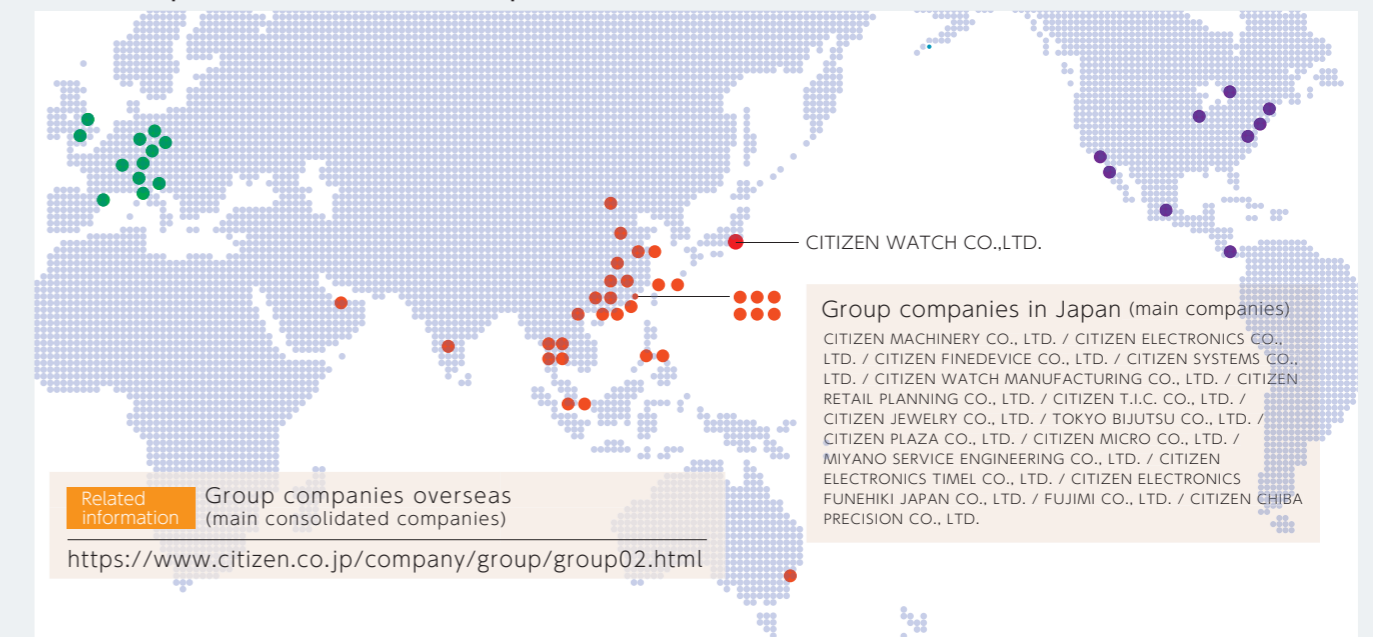 CITIZEN WATCH CO.,LTD.
Group companies in Japan (main companies)
CITIZEN MACHINERY CO., LTD. / CITIZEN ELECTRONICS CO.,
LTD. / CITIZEN FINEDEVICE CO., LTD. / CITIZEN SYSTEMS CO.,
LTD. / CITIZEN WATCH MANUFACTURING CO., LTD. / CITIZEN
RETAIL PLANNING CO., LTD. / CITIZEN T.I.C. CO., LTD. /
CITIZEN JEWELRY CO., LTD. / TOKYO BIJUTSU CO., LTD. /
CITIZEN PLAZA CO., LTD. / CITIZEN MICRO CO., LTD. /
MIYANO SERVICE ENGINEERING CO., LTD. / CITIZEN
ELECTRONICS TIMEL CO., LTD. / CITIZEN ELECTRONICS
FUNEHIKI JAPAN CO., LTD. / FUJIMI CO., LTD. / CITIZEN CHIBA
PRECISION CO., LTD.
Related
information
Group companies overseas
(main consolidated companies)
https://www.citizen.co.jp/company/group/group02.html